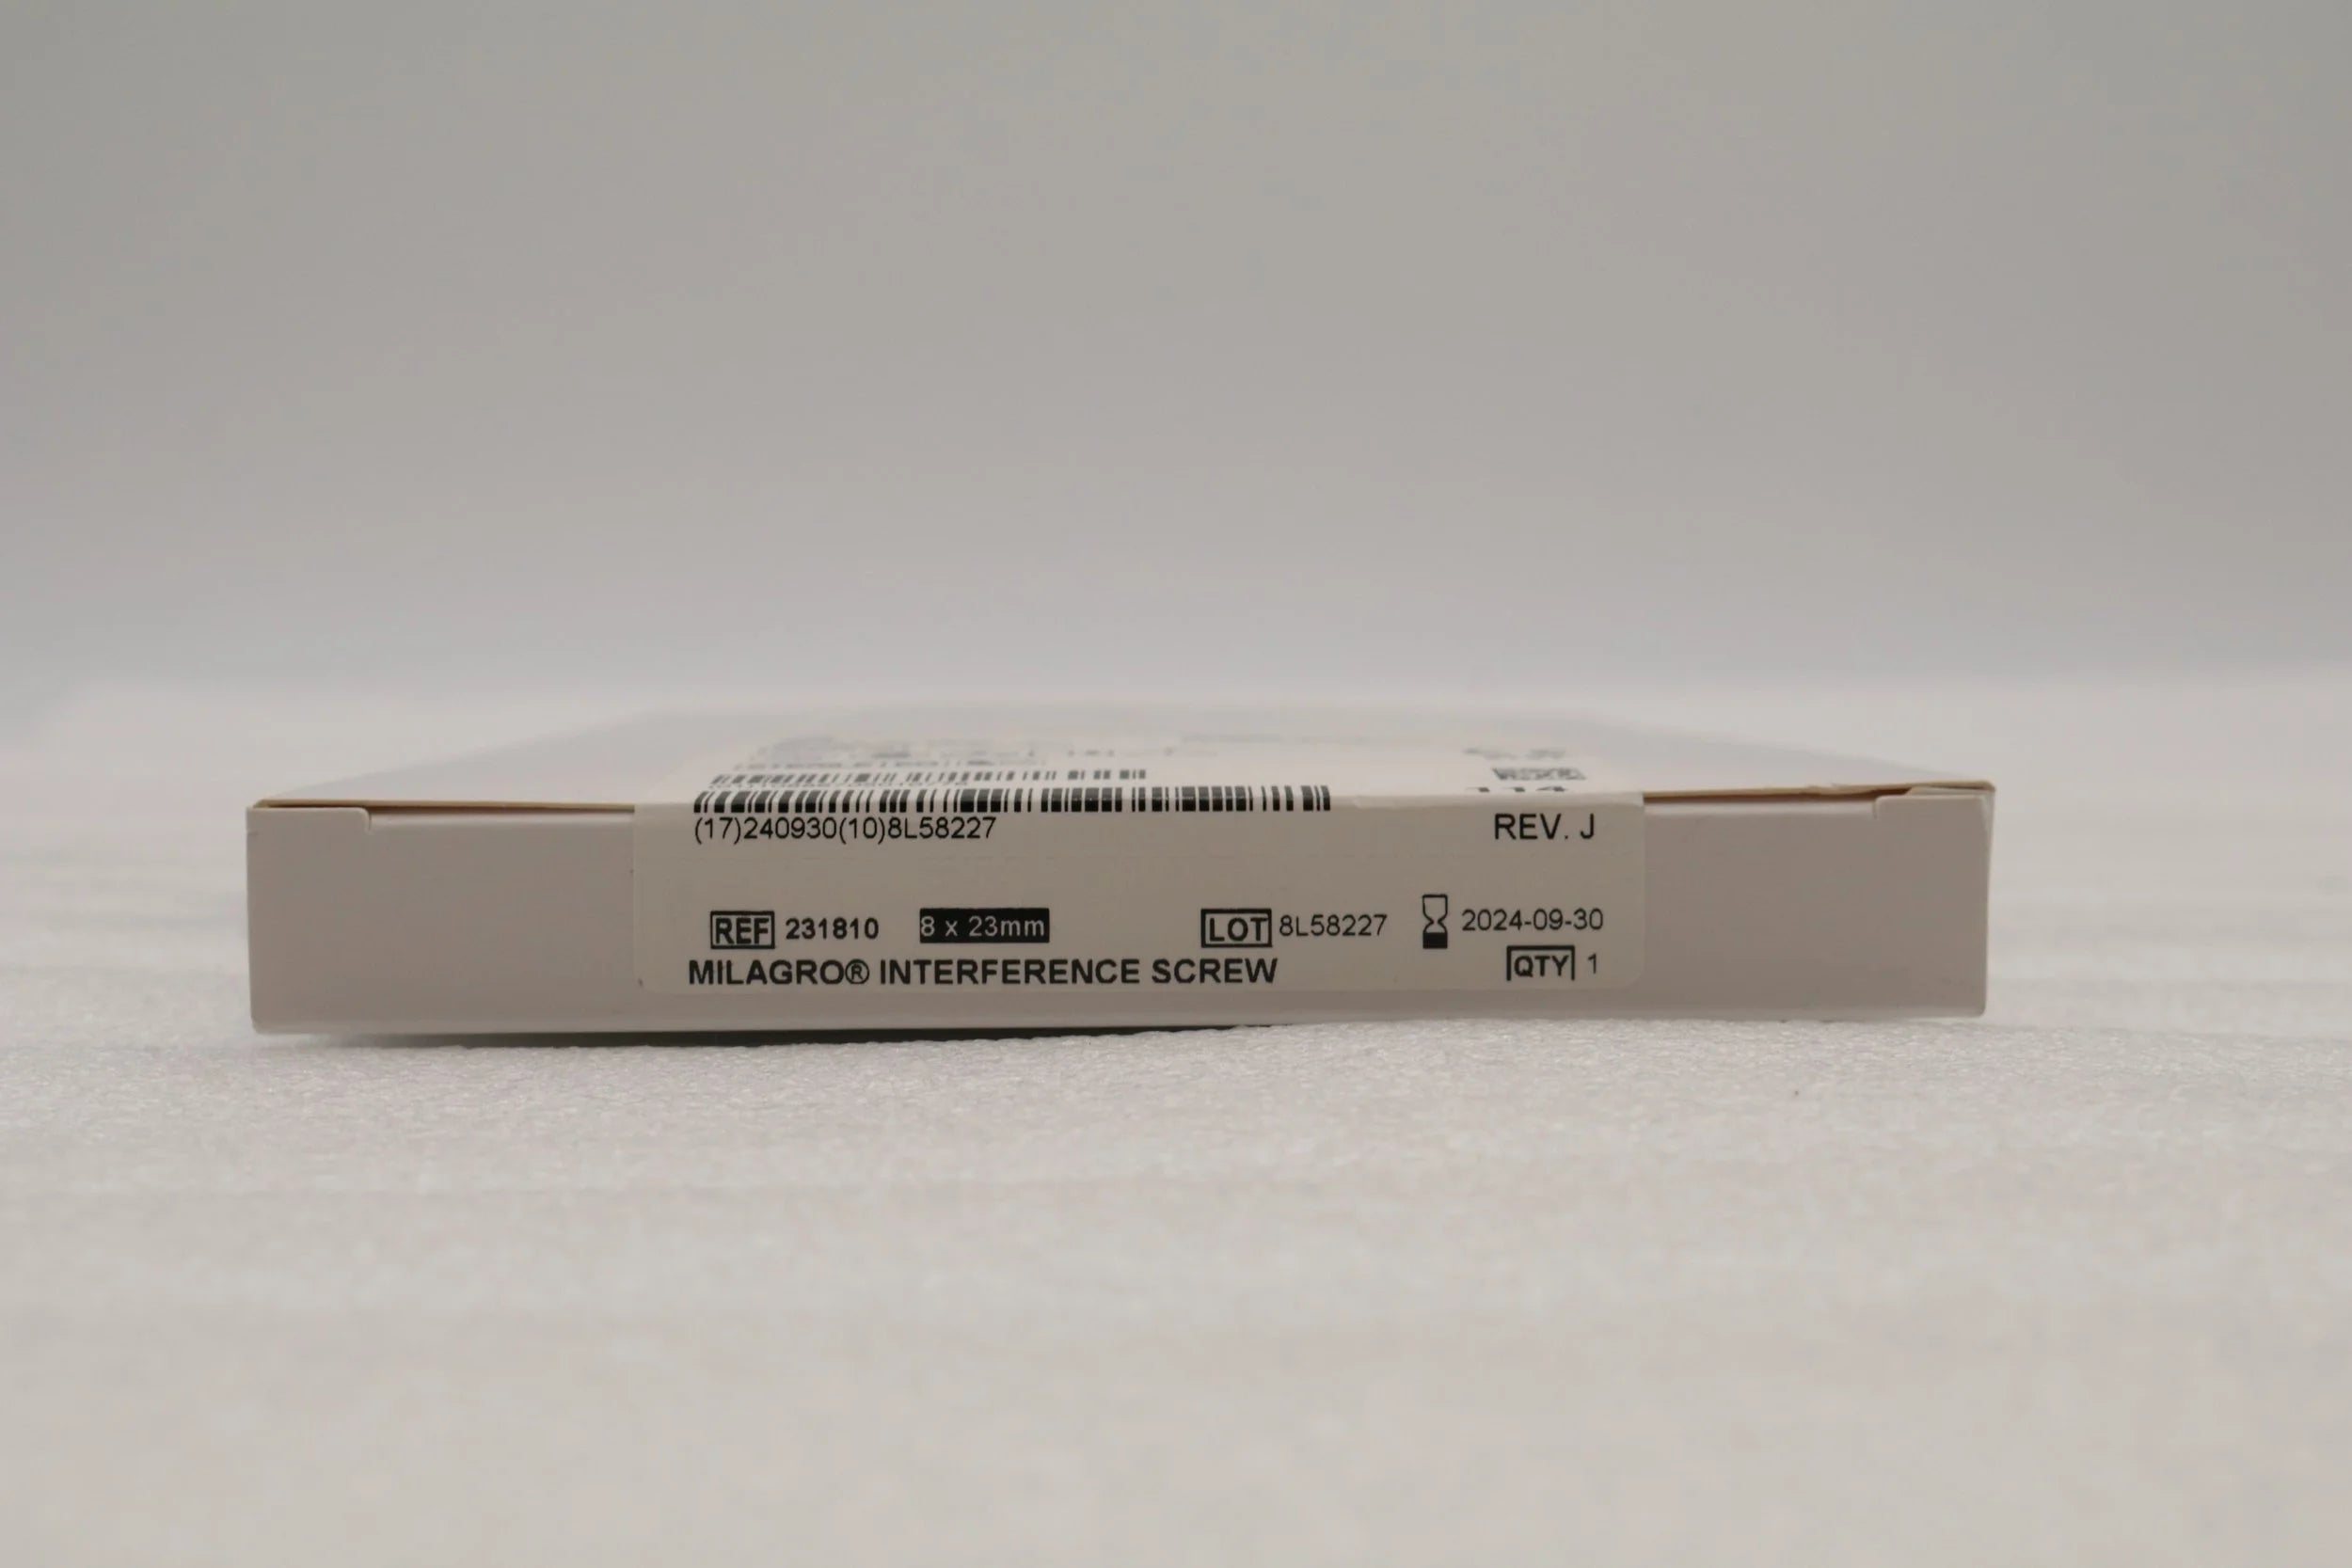 (17)240930(10)8L58227
REV. J
REF 231810 8 x 23mm LOT 8L58227 2024-09-30
MILAGRO® INTERFERENCE SCREW QTY 1